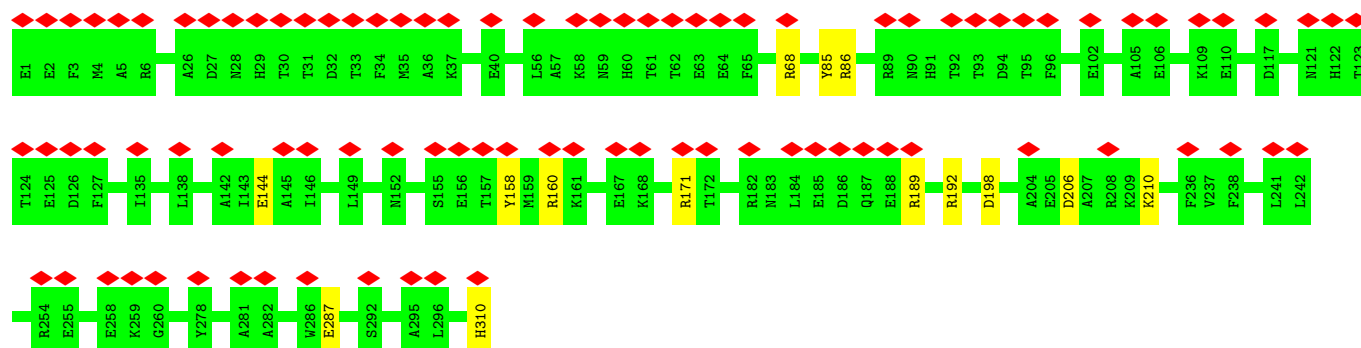 E1 E2 F3 M4 A5 R6 A26 D27 N28 H29 T30 T31 D32 T33 F34 M35 A36 K37 E40 L56 A57 K58 N59 H60 T61 T62 E63 E64 F65 R68 Y85 R86 R89 N90 H91 T92 T93 D94 T95 F96 E102 A105 E106 K109 E110 D117 N121 H122 T123
T124 E125 D126 F127 I135 L138 A142 I143 E144 A145 I146 L149 N152 S155 E156 T157 Y158 M159 R160 K161 E167 K168 R171 T172 R182 N183 L184 E185 D186 Q187 E188 R189 R192 D198 A204 E205 D206 A207 R208 K209 K210 F236 V237 F238 L241 L242
R254 E255 E258 K259 G260 Y278 A281 A282 W286 E287 S292 A295 L296 H310